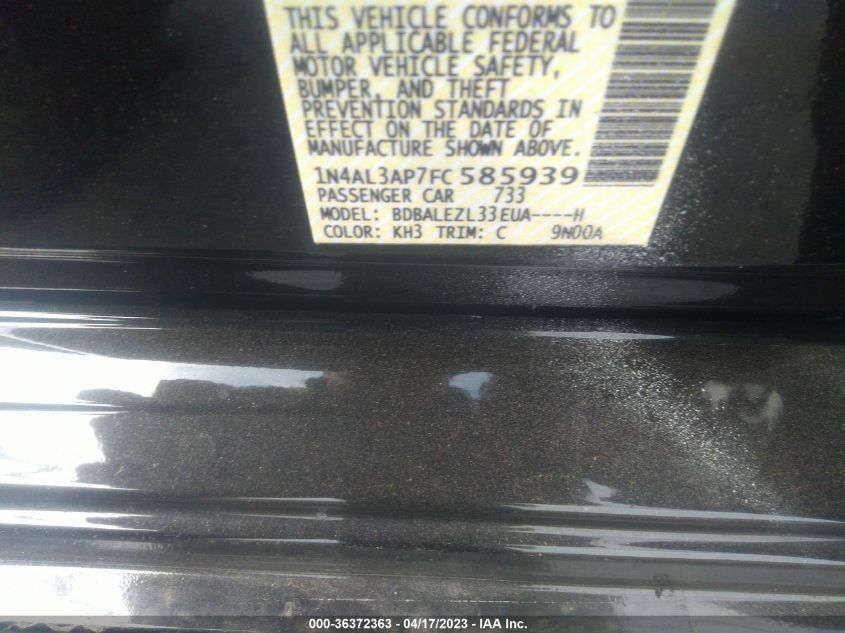 THIS VEHICLE CONFORMS TO
ALL APPLICABLE FEDERAL
MOTOR VEHICLE SAFETY,
BUMPER, AND THEFT
PREVENTION STANDARDS IN
EFFECT ON THE DATE OF
MANUFACTURE SHOWN ABOVE.
1N4AL3AP7FC585939
PASSENGER CAR 733
MODEL: BDBALEZL33EUA----H
COLOR: KH3 TRIM: C 9N00A
000-36372363 - 04/17/2023 - IAA Inc.